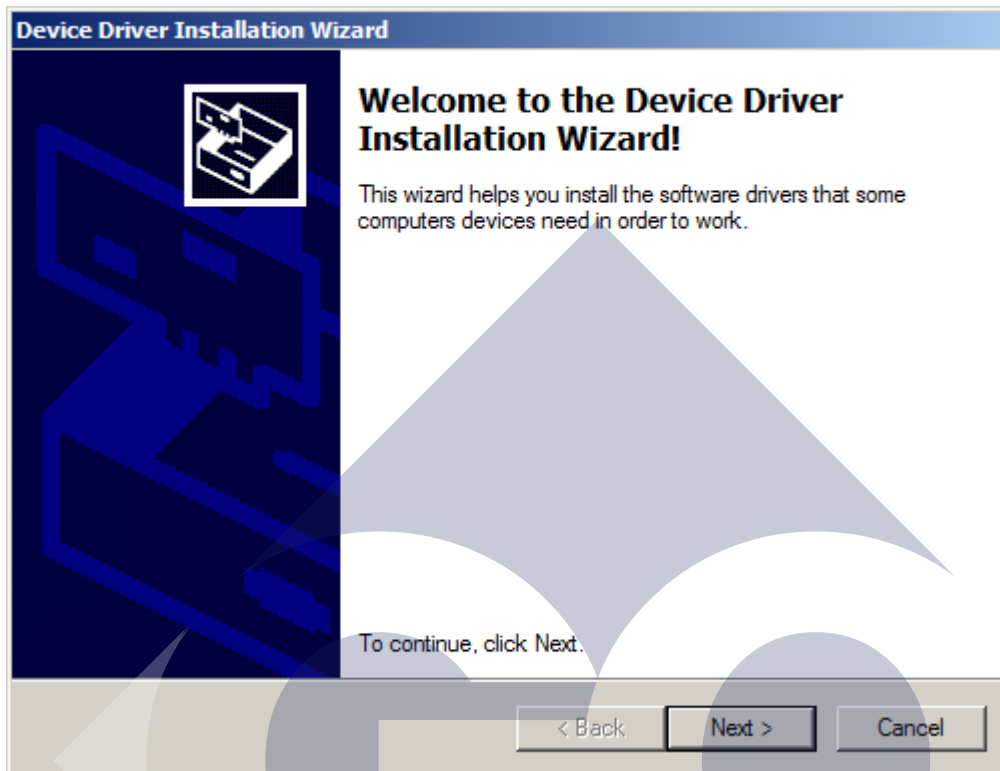 Device Driver Installation Wizard
Welcome to the Device Driver
Installation Wizard!
This wizard helps you install the software drivers that some
computers devices need in order to work.
To continue, click Next.
< Back
Next >
Cancel